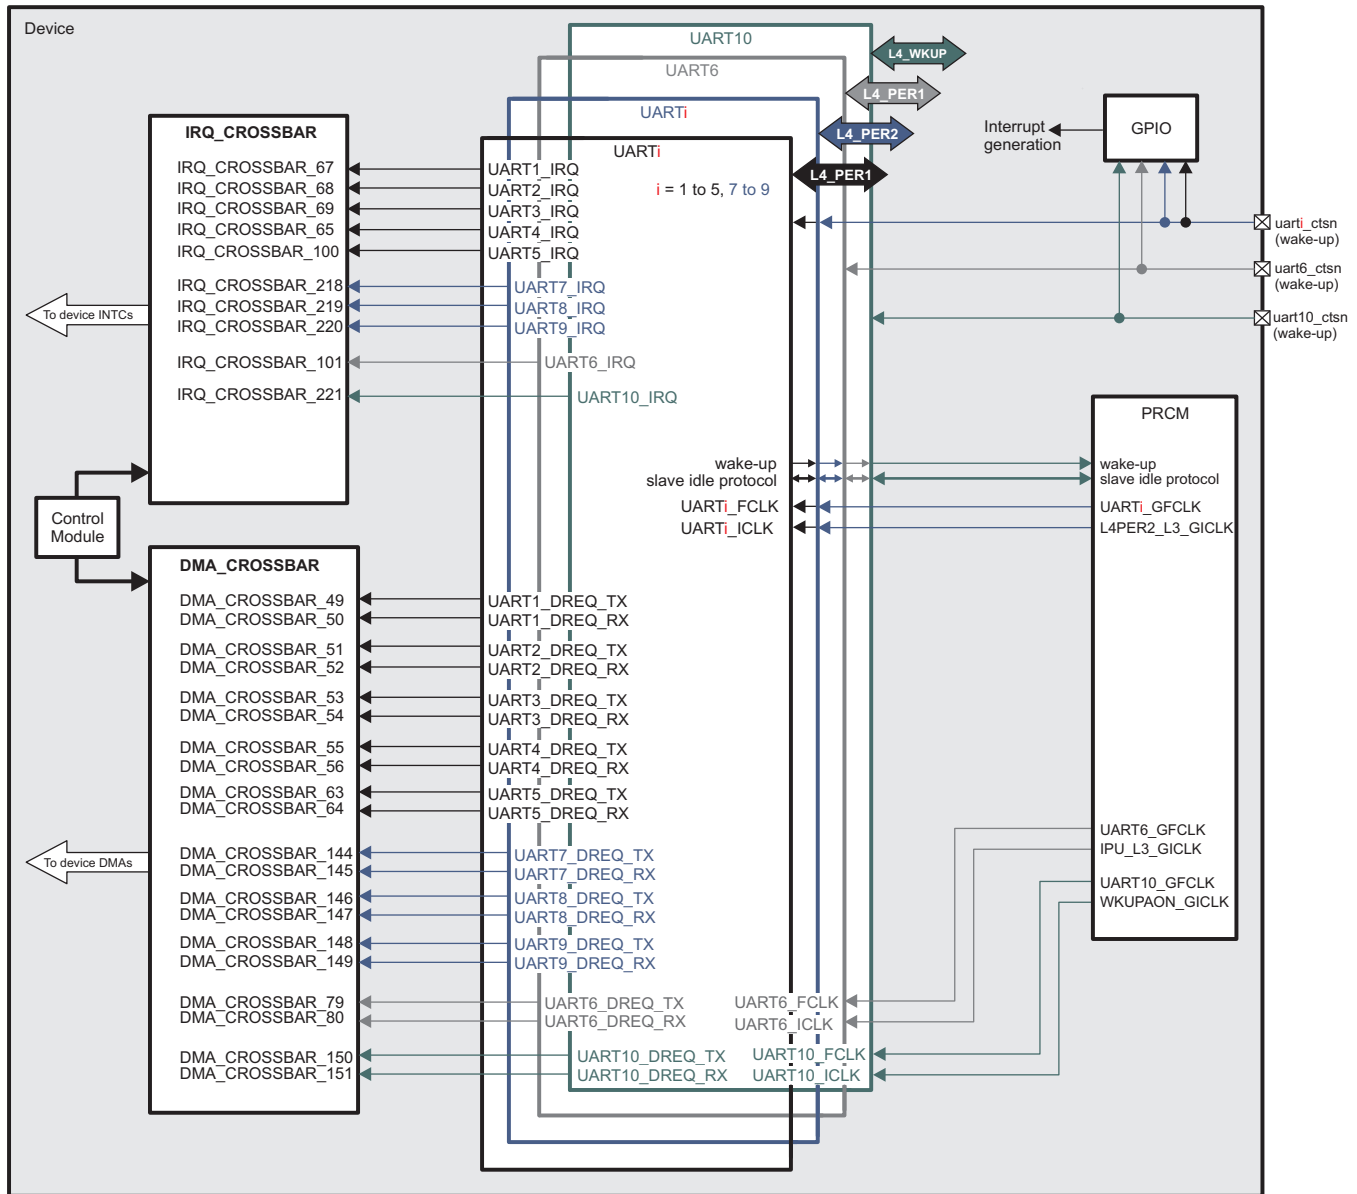 Device
UART10
L4_WKUP
UART6
L4_PER1
UARTi
L4_PER2
UARTi
L4_PER1
i = 1 to 5, 7 to 9
GPIO
Interrupt
generation
uarti_ctsn
(wake-up)
uart6_ctsn
(wake-up)
uart10_ctsn
(wake-up)
IRQ_CROSSBAR
IRQ_CROSSBAR_67
IRQ_CROSSBAR_68
IRQ_CROSSBAR_69
IRQ_CROSSBAR_65
IRQ_CROSSBAR_100
IRQ_CROSSBAR_218
IRQ_CROSSBAR_219
IRQ_CROSSBAR_220
IRQ_CROSSBAR_101
IRQ_CROSSBAR_221
UART1_IRQ
UART2_IRQ
UART3_IRQ
UART4_IRQ
UART5_IRQ
UART7_IRQ
UART8_IRQ
UART9_IRQ
UART6_IRQ
UART10_IRQ
To device INTCs
Control
Module
wake-up
slave idle protocol
UARTi_FCLK
UARTi_ICLK
PRCM
wake-up
slave idle protocol
UARTi_GFCLK
L4PER2_L3_GICLK
UART6_GFCLK
IPU_L3_GICLK
UART10_GFCLK
WKUPAON_GICLK
DMA_CROSSBAR
DMA_CROSSBAR_49
DMA_CROSSBAR_50
DMA_CROSSBAR_51
DMA_CROSSBAR_52
DMA_CROSSBAR_53
DMA_CROSSBAR_54
DMA_CROSSBAR_55
DMA_CROSSBAR_56
DMA_CROSSBAR_63
DMA_CROSSBAR_64
DMA_CROSSBAR_144
DMA_CROSSBAR_145
DMA_CROSSBAR_146
DMA_CROSSBAR_147
DMA_CROSSBAR_148
DMA_CROSSBAR_149
DMA_CROSSBAR_79
DMA_CROSSBAR_80
DMA_CROSSBAR_150
DMA_CROSSBAR_151
To device DMAs
UART1_DREQ_TX
UART1_DREQ_RX
UART2_DREQ_TX
UART2_DREQ_RX
UART3_DREQ_TX
UART3_DREQ_RX
UART4_DREQ_TX
UART4_DREQ_RX
UART5_DREQ_TX
UART5_DREQ_RX
UART7_DREQ_TX
UART7_DREQ_RX
UART8_DREQ_TX
UART8_DREQ_RX
UART9_DREQ_TX
UART9_DREQ_RX
UART6_DREQ_TX
UART6_DREQ_RX
UART10_DREQ_TX
UART10_DREQ_RX
UART6_FCLK
UART6_ICLK
UART10_FCLK
UART10_ICLK